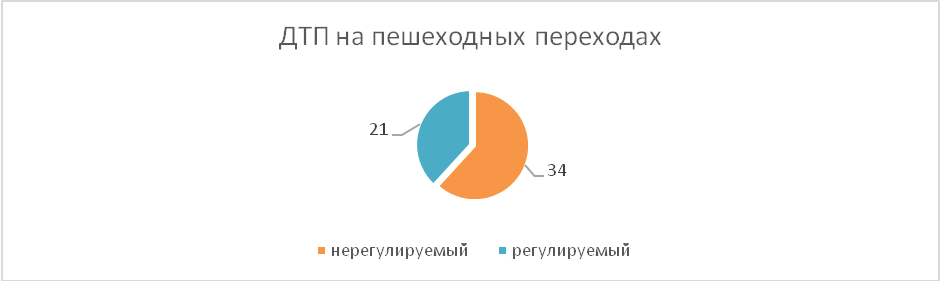 ДТП на пешеходных переходах
21
34
нерегулируемый
регулируемый